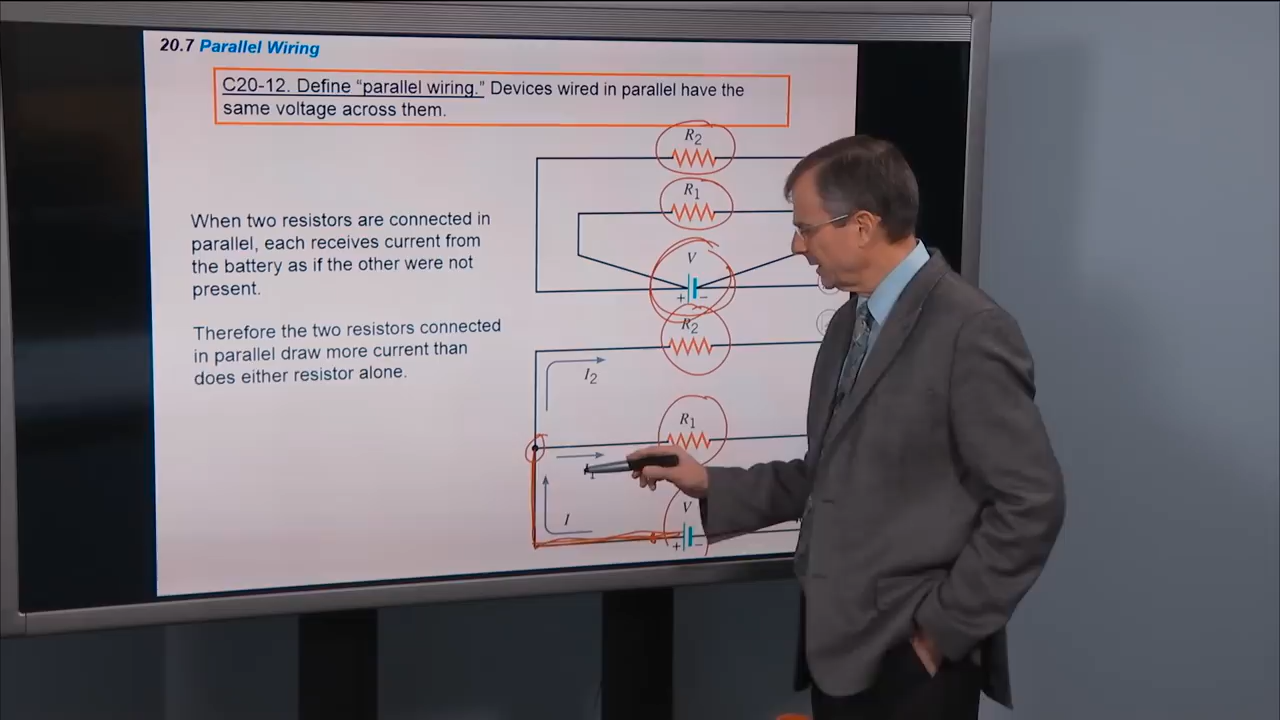 20.7 Parallel Wiring
C20-12. Define “parallel wiring.” Devices wired in parallel have the
same voltage across them.
When two resistors are connected in
parallel, each receives current from
the battery as if the other were not
present.
Therefore the two resistors connected
in parallel draw more current than
does either resistor alone.
R2
R1
V
+ −
R2
I2
R1
I
V
+ −